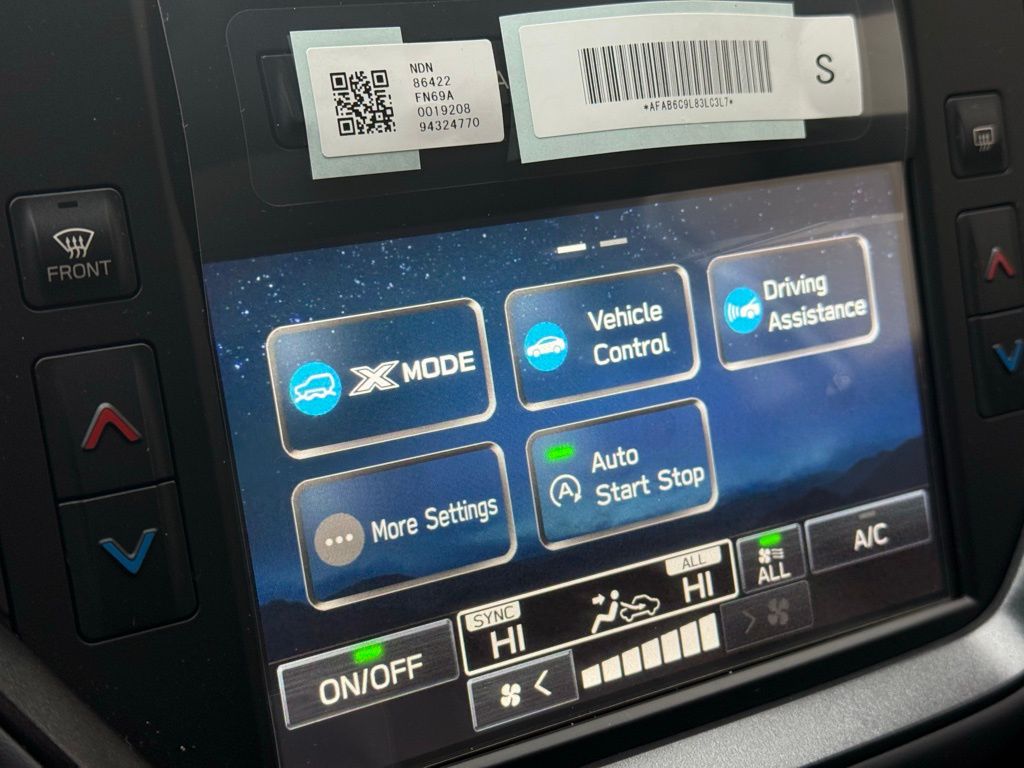 NDN
86422
FN69A
0019208
94324770
*AFAB6C9L83LC3L7*
S
FRONT
X MODE
Vehicle
Control
Driving
Assistance
More Settings
A
Auto
Start Stop
SYNC
HI
ALL
HI
ALL
A/C
ON/OFF